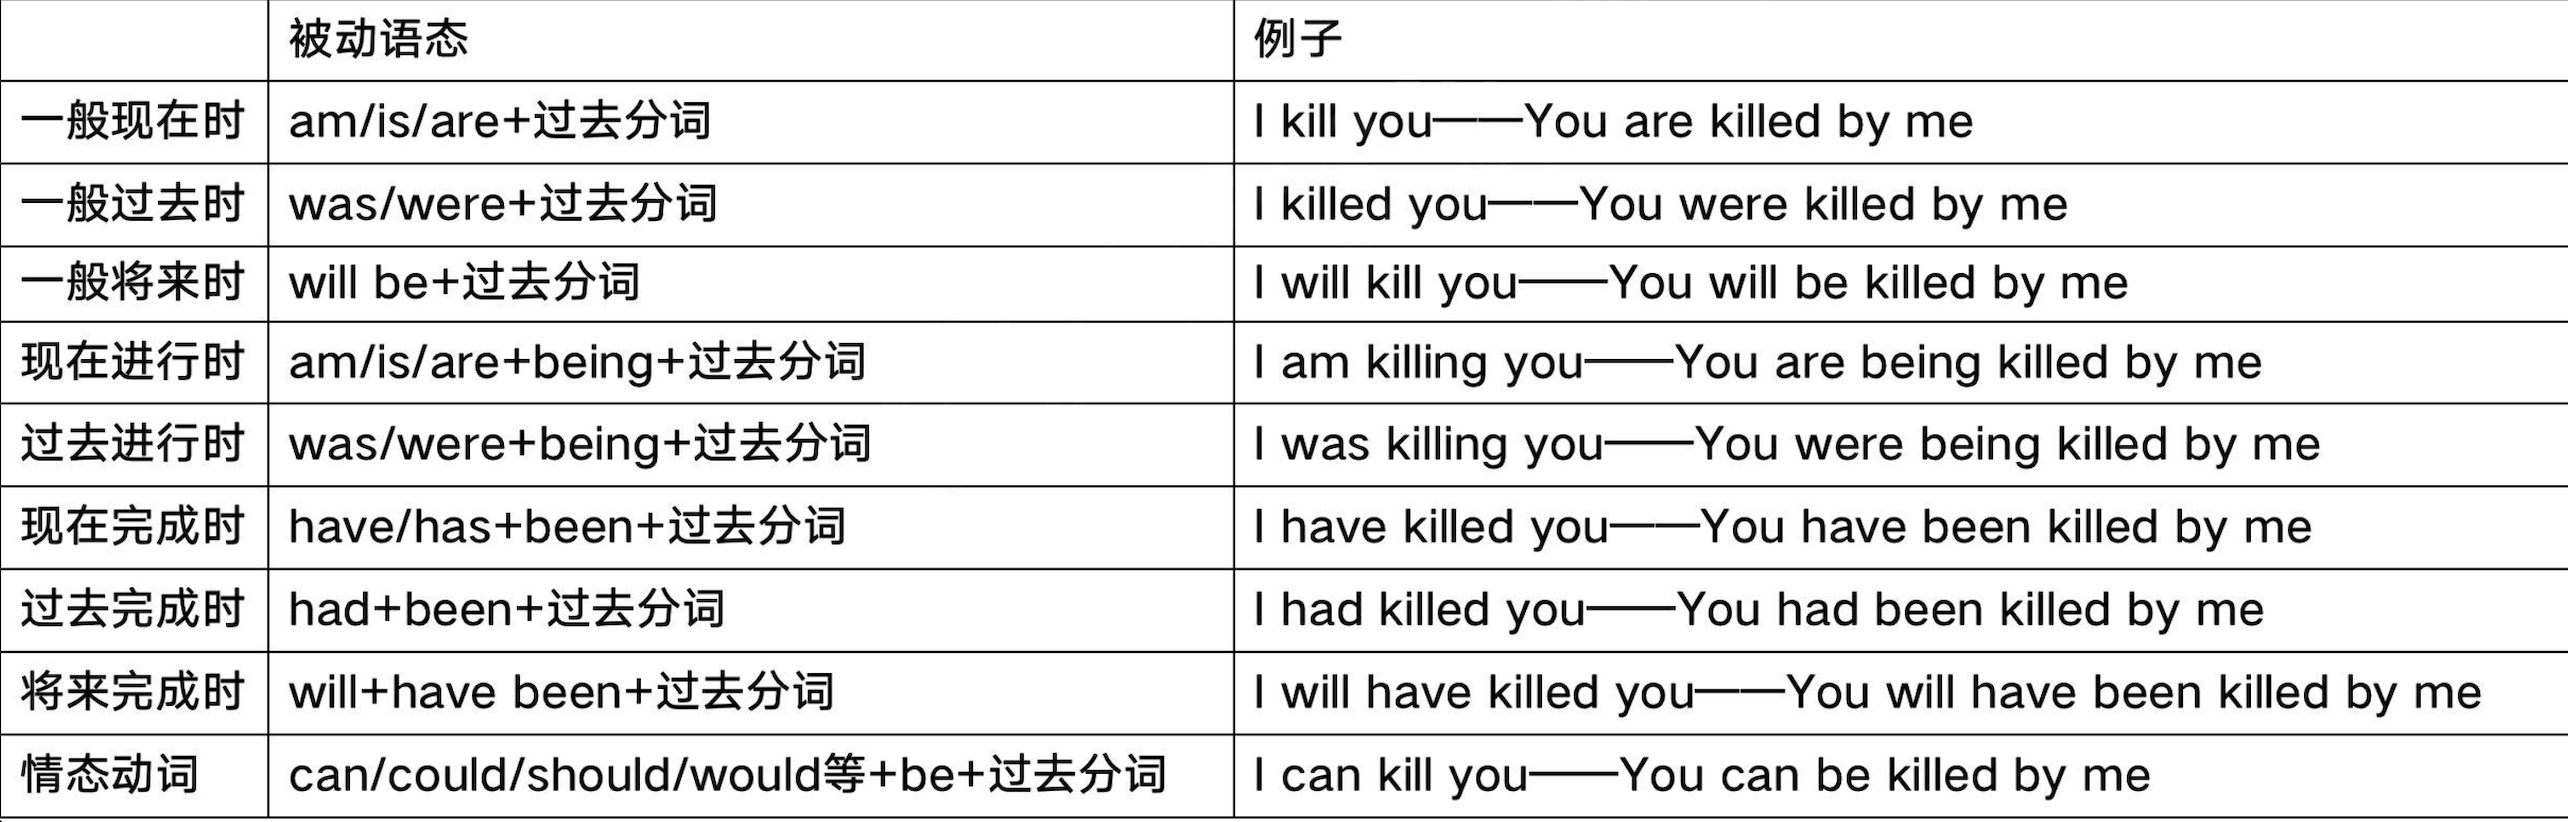 被动语态 例子
一般现在时 am/is/are+过去分词 I kill you——You are killed by me
一般过去时 was/were+过去分词 I killed you——You were killed by me
一般将来时 will be+过去分词 I will kill you——You will be killed by me
现在进行时 am/is/are+being+过去分词 I am killing you——You are being killed by me
过去进行时 was/were+being+过去分词 I was killing you——You were being killed by me
现在完成时 have/has+been+过去分词 I have killed you——You have been killed by me
过去完成时 had+been+过去分词 I had killed you——You had been killed by me
将来完成时 will+have been+过去分词 I will have killed you——You will have been killed by me
情态动词 can/could/should/would等+be+过去分词 I can kill you——You can be killed by me